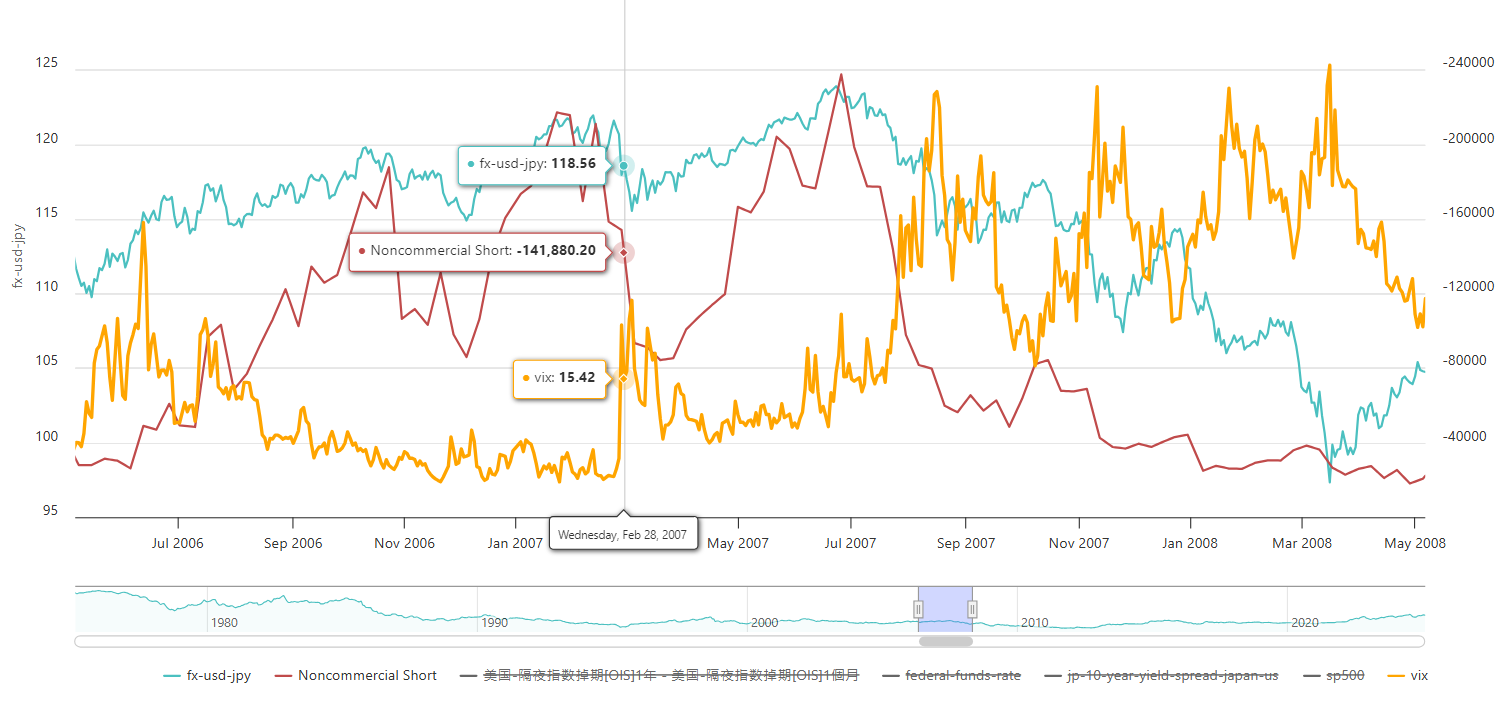 125
120
115
110
105
100
95
fx-usd-jpy
-240000
-200000
-160000
-120000
-80000
-40000
fx-usd-jpy: 118.56
Noncommercial Short: -141,880.20
vix: 15.42
Wednesday, Feb 28, 2007
Jul 2006 Sep 2006 Nov 2006 Jan 2007 May 2007 Jul 2007 Sep 2007 Nov 2007 Jan 2008 Mar 2008 May 2008
1980 1990 2000 2010 2020
fx-usd-jpy Noncommercial Short 美国-隔夜指数掉期[OIS]1年 - 美国-隔夜指数掉期[OIS]1個月 federal-funds-rate jp-10-year-yield-spread-japan-us sp500 vix